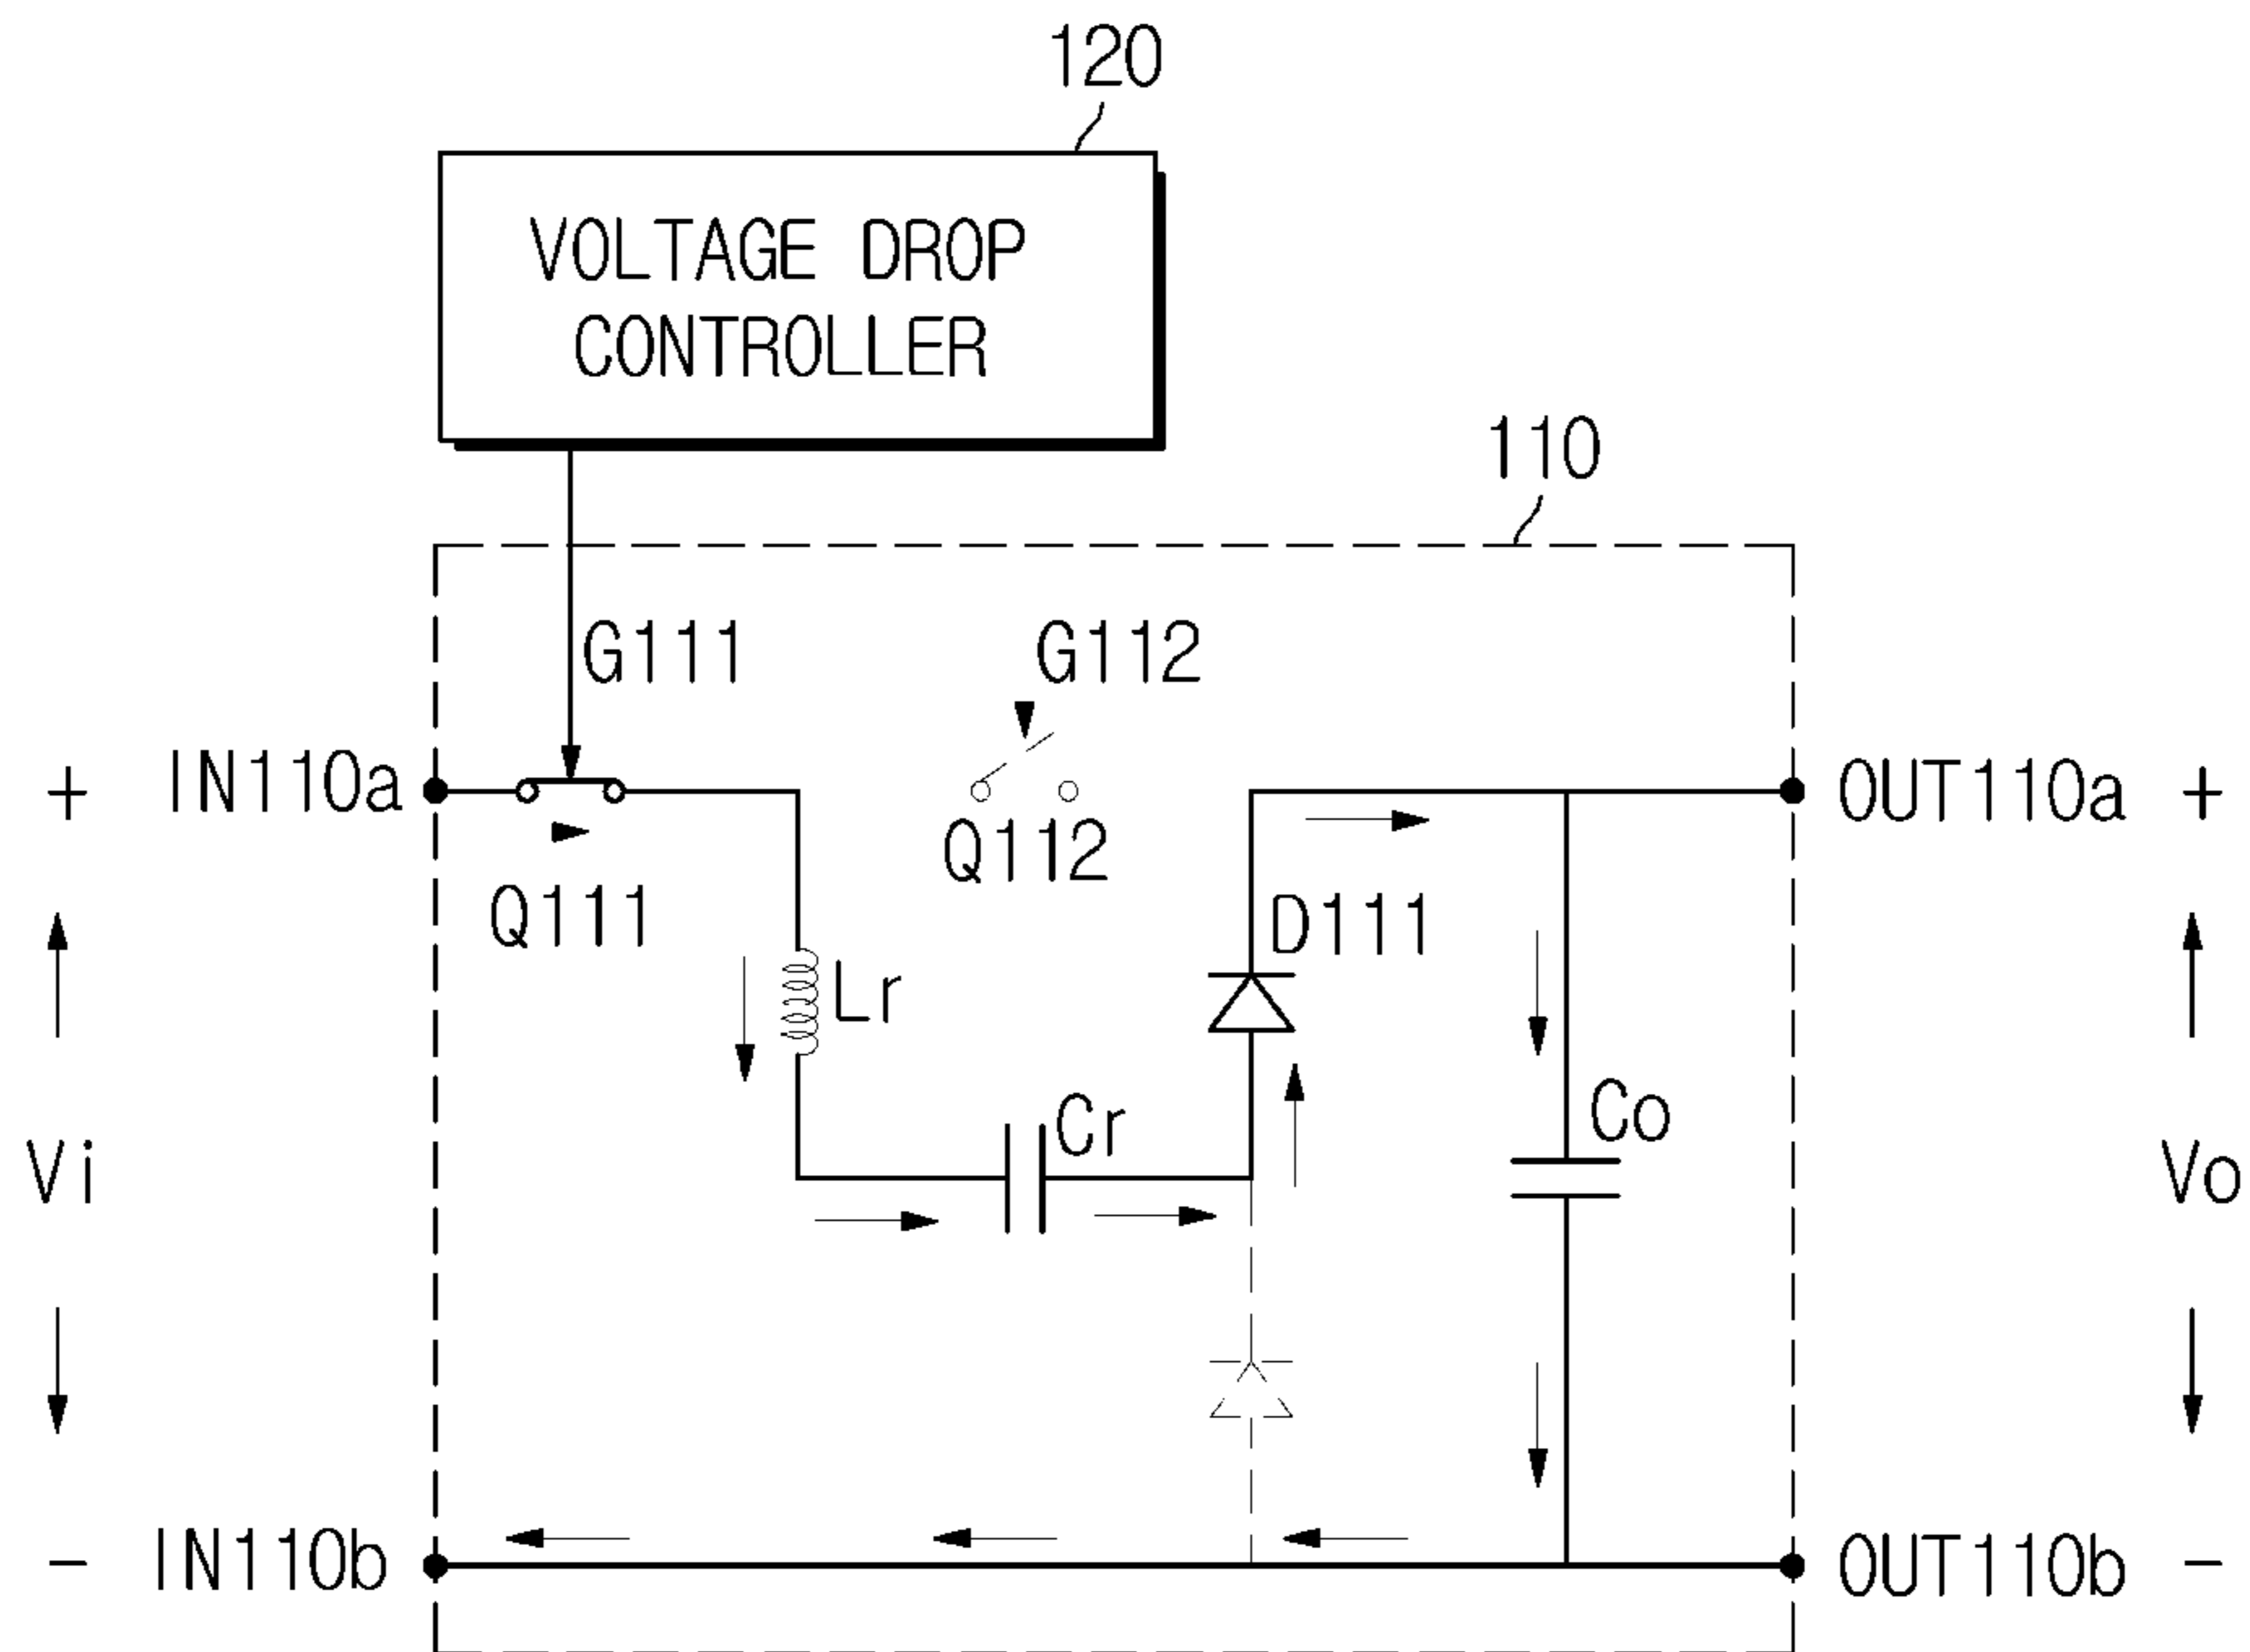 120
VOLTAGE DROP
CONTROLLER
110
G111
G112
+ IN110a
OUT110a +
Q111
Q112
D111
Lr
Cr
Co
Vi
Vo
- IN110b
OUT110b -